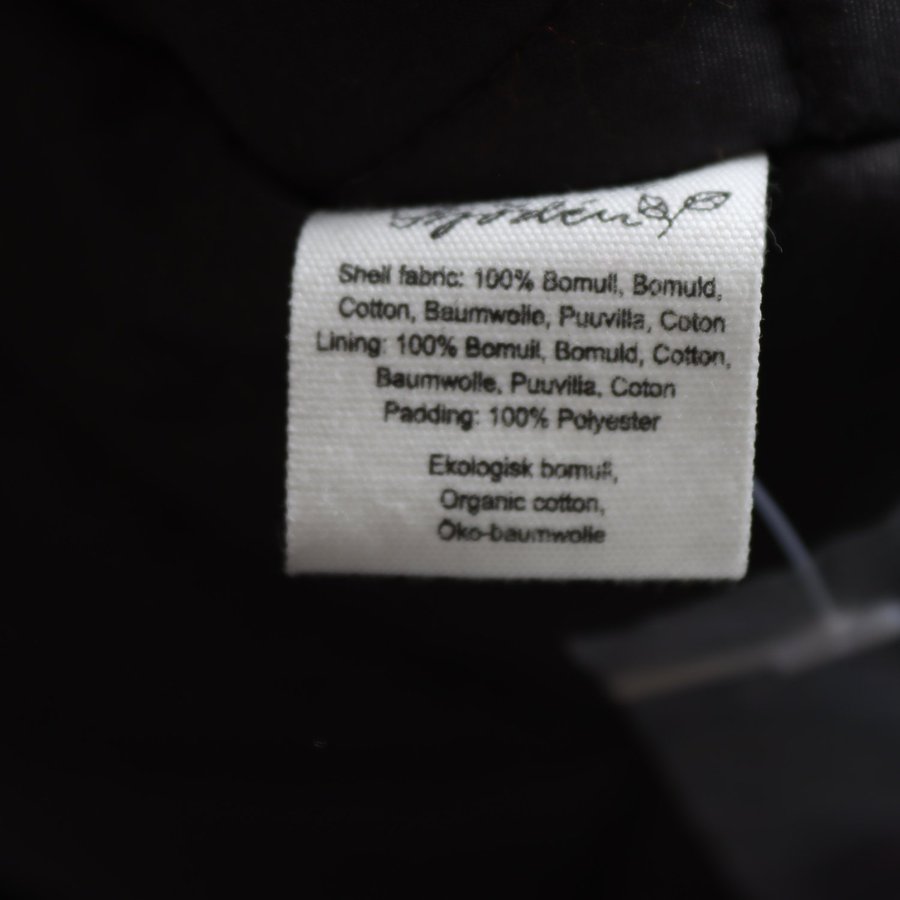 Shell fabric: 100% Bomull, Bomuld,
Cotton, Baumwolle, Puuvilla, Coton
Lining: 100% Bomull, Bomuld, Cotton,
Baumwolle, Puuvilla, Coton
Padding: 100% Polyester
Ekologisk bomull,
Organic cotton,
Öko-baumwolle